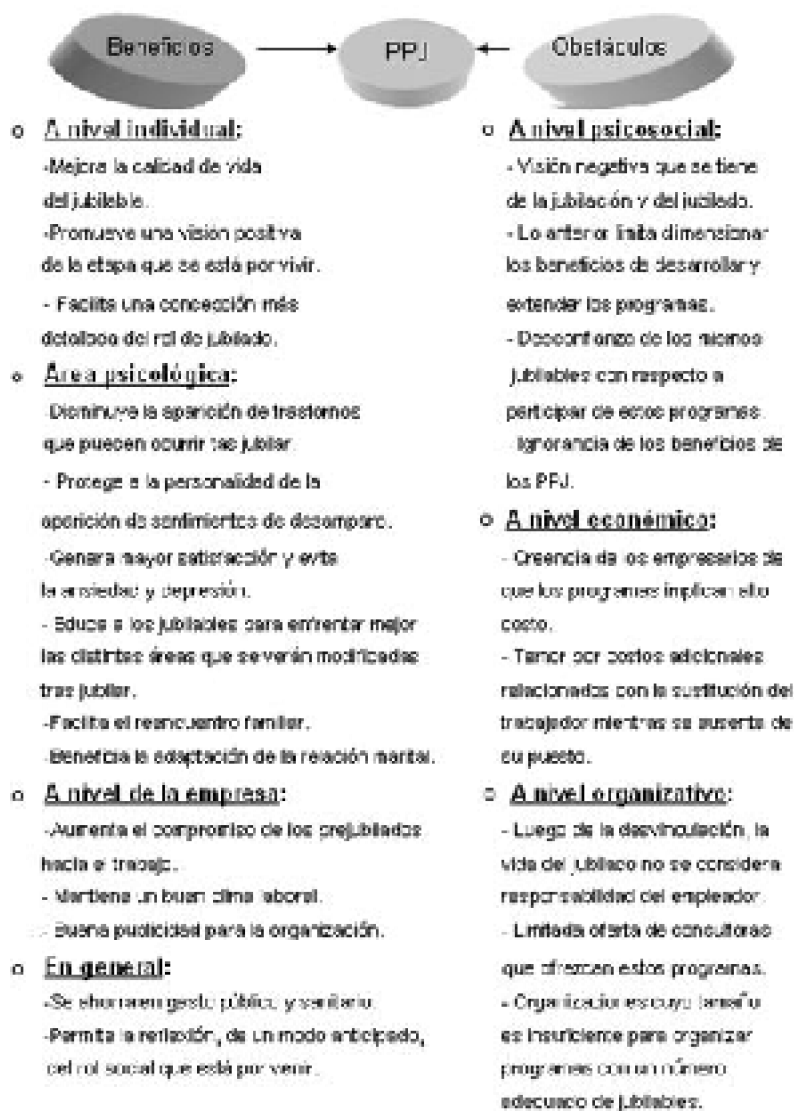 Beneficios
PPJ
Obstáculos
o A nivel individual:
-Mejora la calidad de vida
del jubilable.
-Promueve una visión positiva
de la etapa que se está por vivir.
- Facilita una concepción más
detallada del rol de jubilado.
o Área psicológica:
-Disminuye la aparición de trastornos
que pueden ocurrir tras jubilar.
- Protege a la personalidad de la
aparición de sentimientos de desamparo.
-Genera mayor satisfacción y evita
la ansiedad y depresión.
- Educa a los jubilables para enfrentar mejor
las distintas áreas que se verán modificadas
tras jubilar.
-Facilita el reencuentro familiar.
-Beneficia la adaptación de la relación marital.
o A nivel de la empresa:
-Aumenta el compromiso de los prejubilados
hacia el trabajo.
- Mantiene un buen clima laboral.
- Buena publicidad para la organización.
o En general:
-Se ahorra en gasto público y sanitario.
-Permite la reflexión, de un modo anticipado,
del rol social que está por venir.
o A nivel psicosocial:
- Visión negativa que se tiene
de la jubilación y del jubilado.
- Lo anterior limita dimensionar
los beneficios de desarrollar y
extender los programas.
- Desconfianza de los mismos
jubilables con respecto a
participar de estos programas.
- Ignorancia de los beneficios de
los PPJ.
o A nivel económico:
- Creencia de los empresarios de
que los programas implican alto
costo.
- Temor por costos adicionales
relacionados con la sustitución del
trabajador mientras se ausenta de
su puesto.
o A nivel organizativo:
- Luego de la desvinculación, la
vida del jubilado no se considera
responsabilidad del empleador.
- Limitada oferta de consultoras
que ofrezcan estos programas.
- Organizaciones cuyo tamaño
es insuficiente para organizar
programas con un número
adecuado de jubilables.